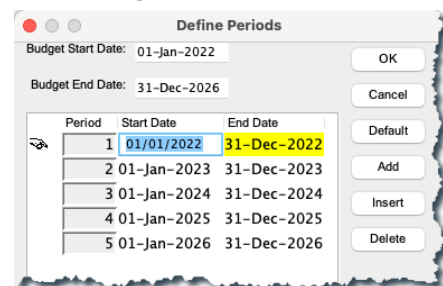 Define Periods
Budget Start Date: 01-Jan-2022
OK
Budget End Date: 31-Dec-2026
Cancel
Period Start Date End Date
Default
1 01/01/2022 31-Dec-2022
2 01-Jan-2023 31-Dec-2023
Add
3 01-Jan-2024 31-Dec-2024
Insert
4 01-Jan-2025 31-Dec-2025
Delete
5 01-Jan-2026 31-Dec-2026